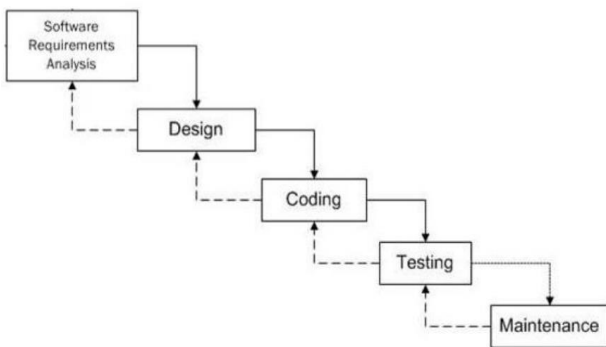 Software
Requirements
Analysis
Design
Coding
Testing
Maintenance